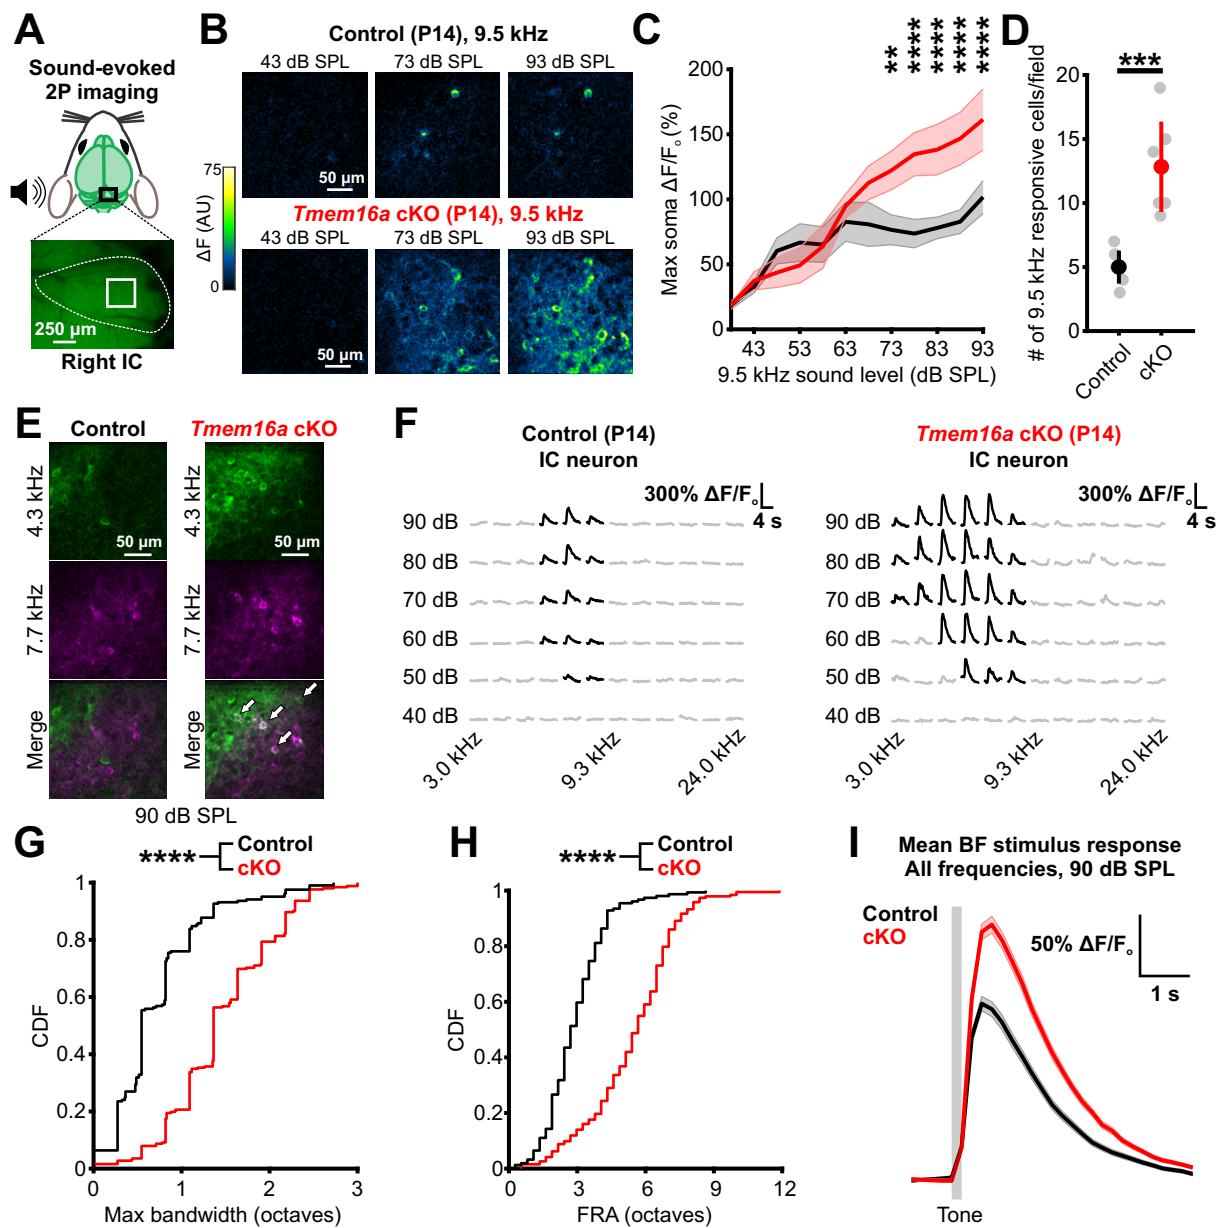 A
Sound-evoked
2P imaging
250 µm
Right IC
B
Control (P14), 9.5 kHz
43 dB SPL
73 dB SPL
93 dB SPL
50 µm
Tmem16a cKO (P14), 9.5 kHz
43 dB SPL
73 dB SPL
93 dB SPL
50 µm
75
0
ΔF (AU)
C
** **** **** **** ****
200
150
100
50
0
Max soma ΔF/Fo (%)
43 53 63 73 83 93
9.5 kHz sound level (dB SPL)
D
***
20
15
10
5
0
# of 9.5 kHz responsive cells/field
Control
cKO
E
Control
Tmem16a cKO
4.3 kHz
4.3 kHz
50 µm
50 µm
7.7 kHz
7.7 kHz
Merge
Merge
90 dB SPL
F
Control (P14)
IC neuron
300% ΔF/Fo
4 s
90 dB
80 dB
70 dB
60 dB
50 dB
40 dB
3.0 kHz
9.3 kHz
24.0 kHz
Tmem16a cKO (P14)
IC neuron
300% ΔF/Fo
4 s
90 dB
80 dB
70 dB
60 dB
50 dB
40 dB
3.0 kHz
9.3 kHz
24.0 kHz
G
**** Control
cKO
1
0.8
0.6
0.4
0.2
0
CDF
0 1 2 3
Max bandwidth (octaves)
H
**** Control
cKO
1
0.8
0.6
0.4
0.2
0
CDF
0 3 6 9 12
FRA (octaves)
I
Mean BF stimulus response
All frequencies, 90 dB SPL
Control
cKO
50% ΔF/Fo
1 s
Tone